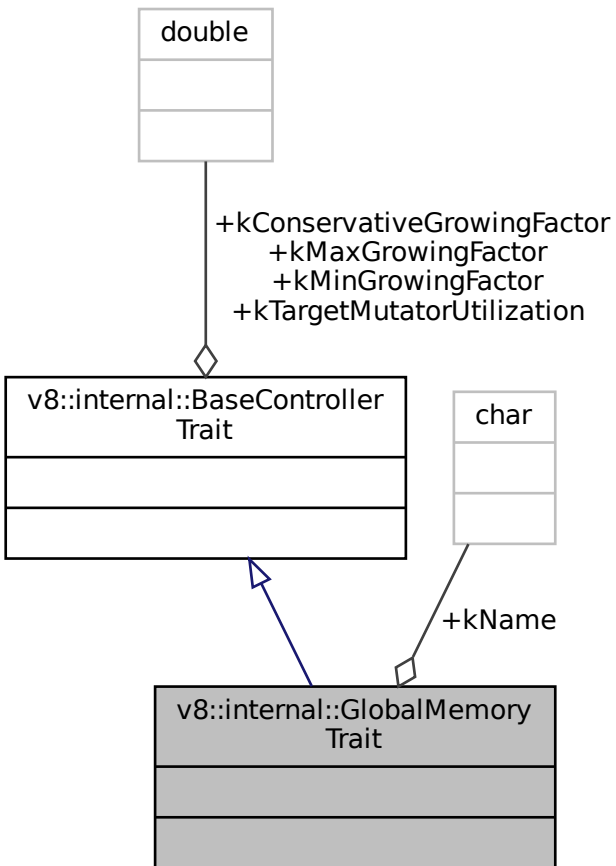 double
+kConservativeGrowingFactor
+kMaxGrowingFactor
+kMinGrowingFactor
+kTargetMutatorUtilization
v8::internal::BaseController
Trait
char
+kName
v8::internal::GlobalMemory
Trait